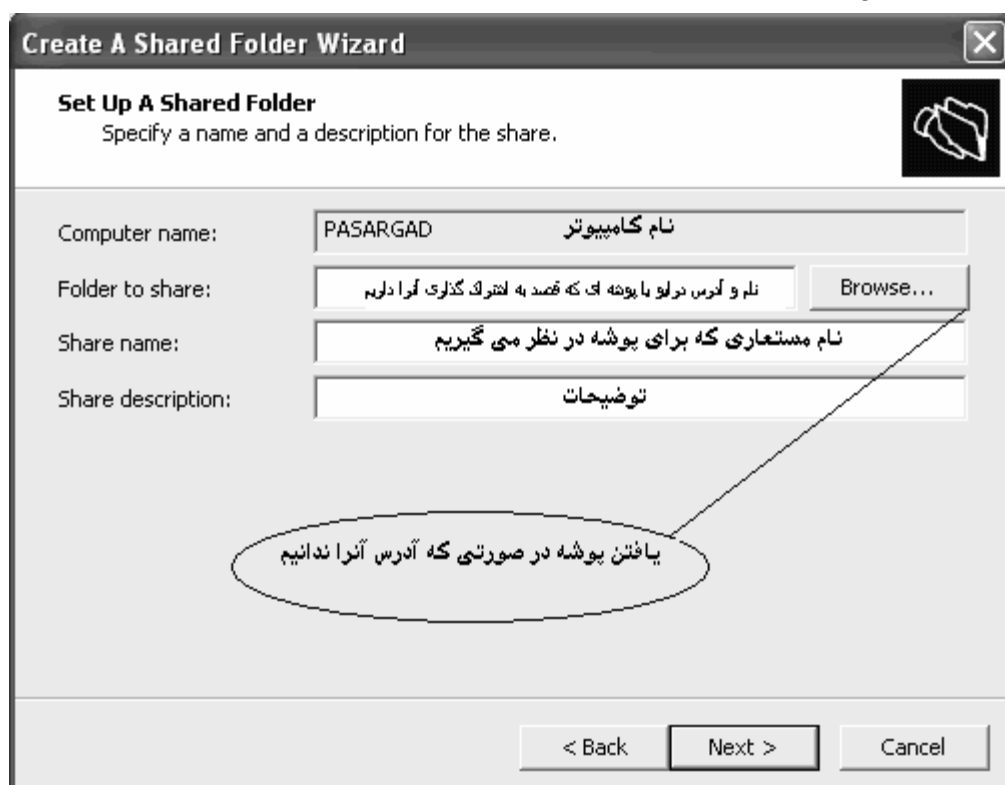 Create A Shared Folder Wizard
Set Up A Shared Folder
Specify a name and a description for the share.
Computer name: PASARGAD نام کامپیوتر
Folder to share: نام و آدرس درایو یا پوشه ای که قصد به اشتراک گذاری آنرا داریم Browse...
Share name: نام مستعاری که برای پوشه در نظر می گیریم
Share description: توضیحات
یافتن پوشه در صورتی که آدرس آنرا ندانیم
< Back Next > Cancel